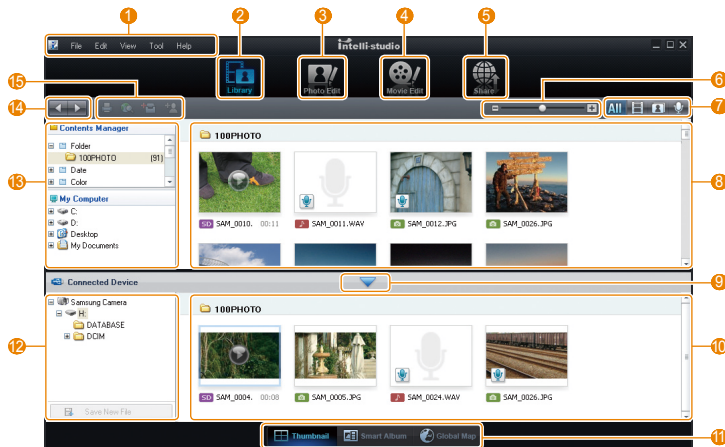 1
2
3
4
5
File Edit View Tool Help
intelli-studio
Library
Photo Edit
Movie Edit
Share
6
15
14
All
7
Contents Manager
Folder
100PHOTO (91)
Date
Color
13
My Computer
C:
D:
Desktop
My Documents
100PHOTO
SD SAM_0010. 00:11
SAM_0011.WAV
SAM_0012.JPG
SAM_0026.JPG
8
Connected Device
9
Samsung Camera
H:
DATABASE
DCIM
12
Save New File
100PHOTO
SD SAM_0004. 00:08
SAM_0005.JPG
SAM_0024.WAV
SAM_0026.JPG
10
Thumbnail
Smart Album
Global Map
11